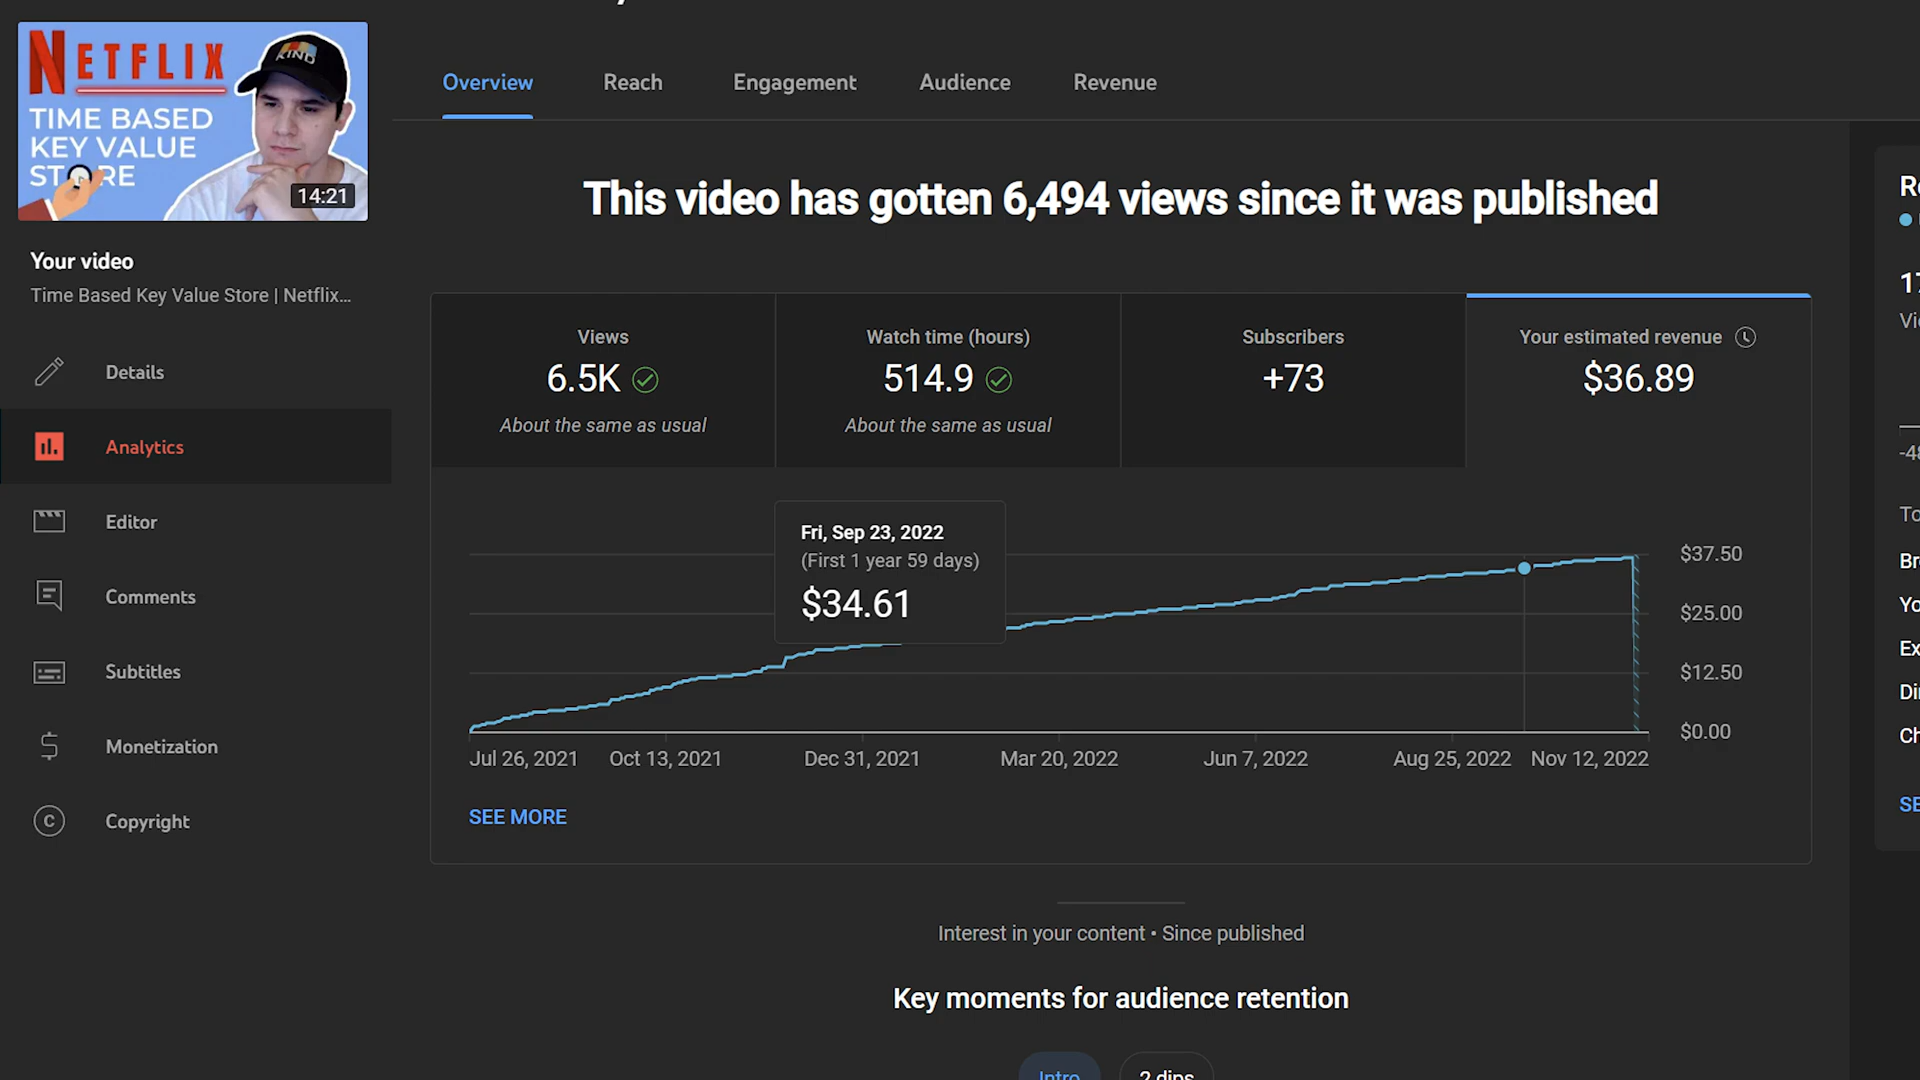 NETFLIX
TIME BASED
KEY VALUE
STORE
KIND
14:21
Your video
Time Based Key Value Store | Netflix...
Details
Analytics
Editor
Comments
Subtitles
Monetization
Copyright
Overview
Reach
Engagement
Audience
Revenue
This video has gotten 6,494 views since it was published
Views
6.5K
About the same as usual
Watch time (hours)
514.9
About the same as usual
Subscribers
+73
Your estimated revenue
$36.89
Fri, Sep 23, 2022
(First 1 year 59 days)
$34.61
$37.50
$25.00
$12.50
$0.00
Jul 26, 2021
Oct 13, 2021
Dec 31, 2021
Mar 20, 2022
Jun 7, 2022
Aug 25, 2022
Nov 12, 2022
SEE MORE
Interest in your content • Since published
Key moments for audience retention
Intro
2 dips